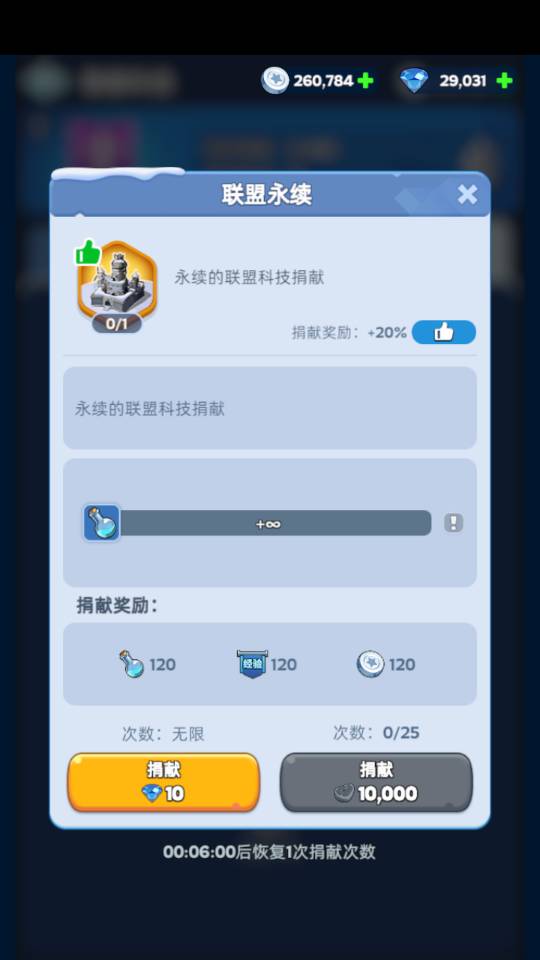 260,784
29,031
联盟永续
永续的联盟科技捐献
0/1
捐献奖励：+20%
永续的联盟科技捐献
+∞
捐献奖励：
120
经验
120
120
次数：无限
次数：0/25
捐献
10
捐献
10,000
00:06:00后恢复1次捐献次数